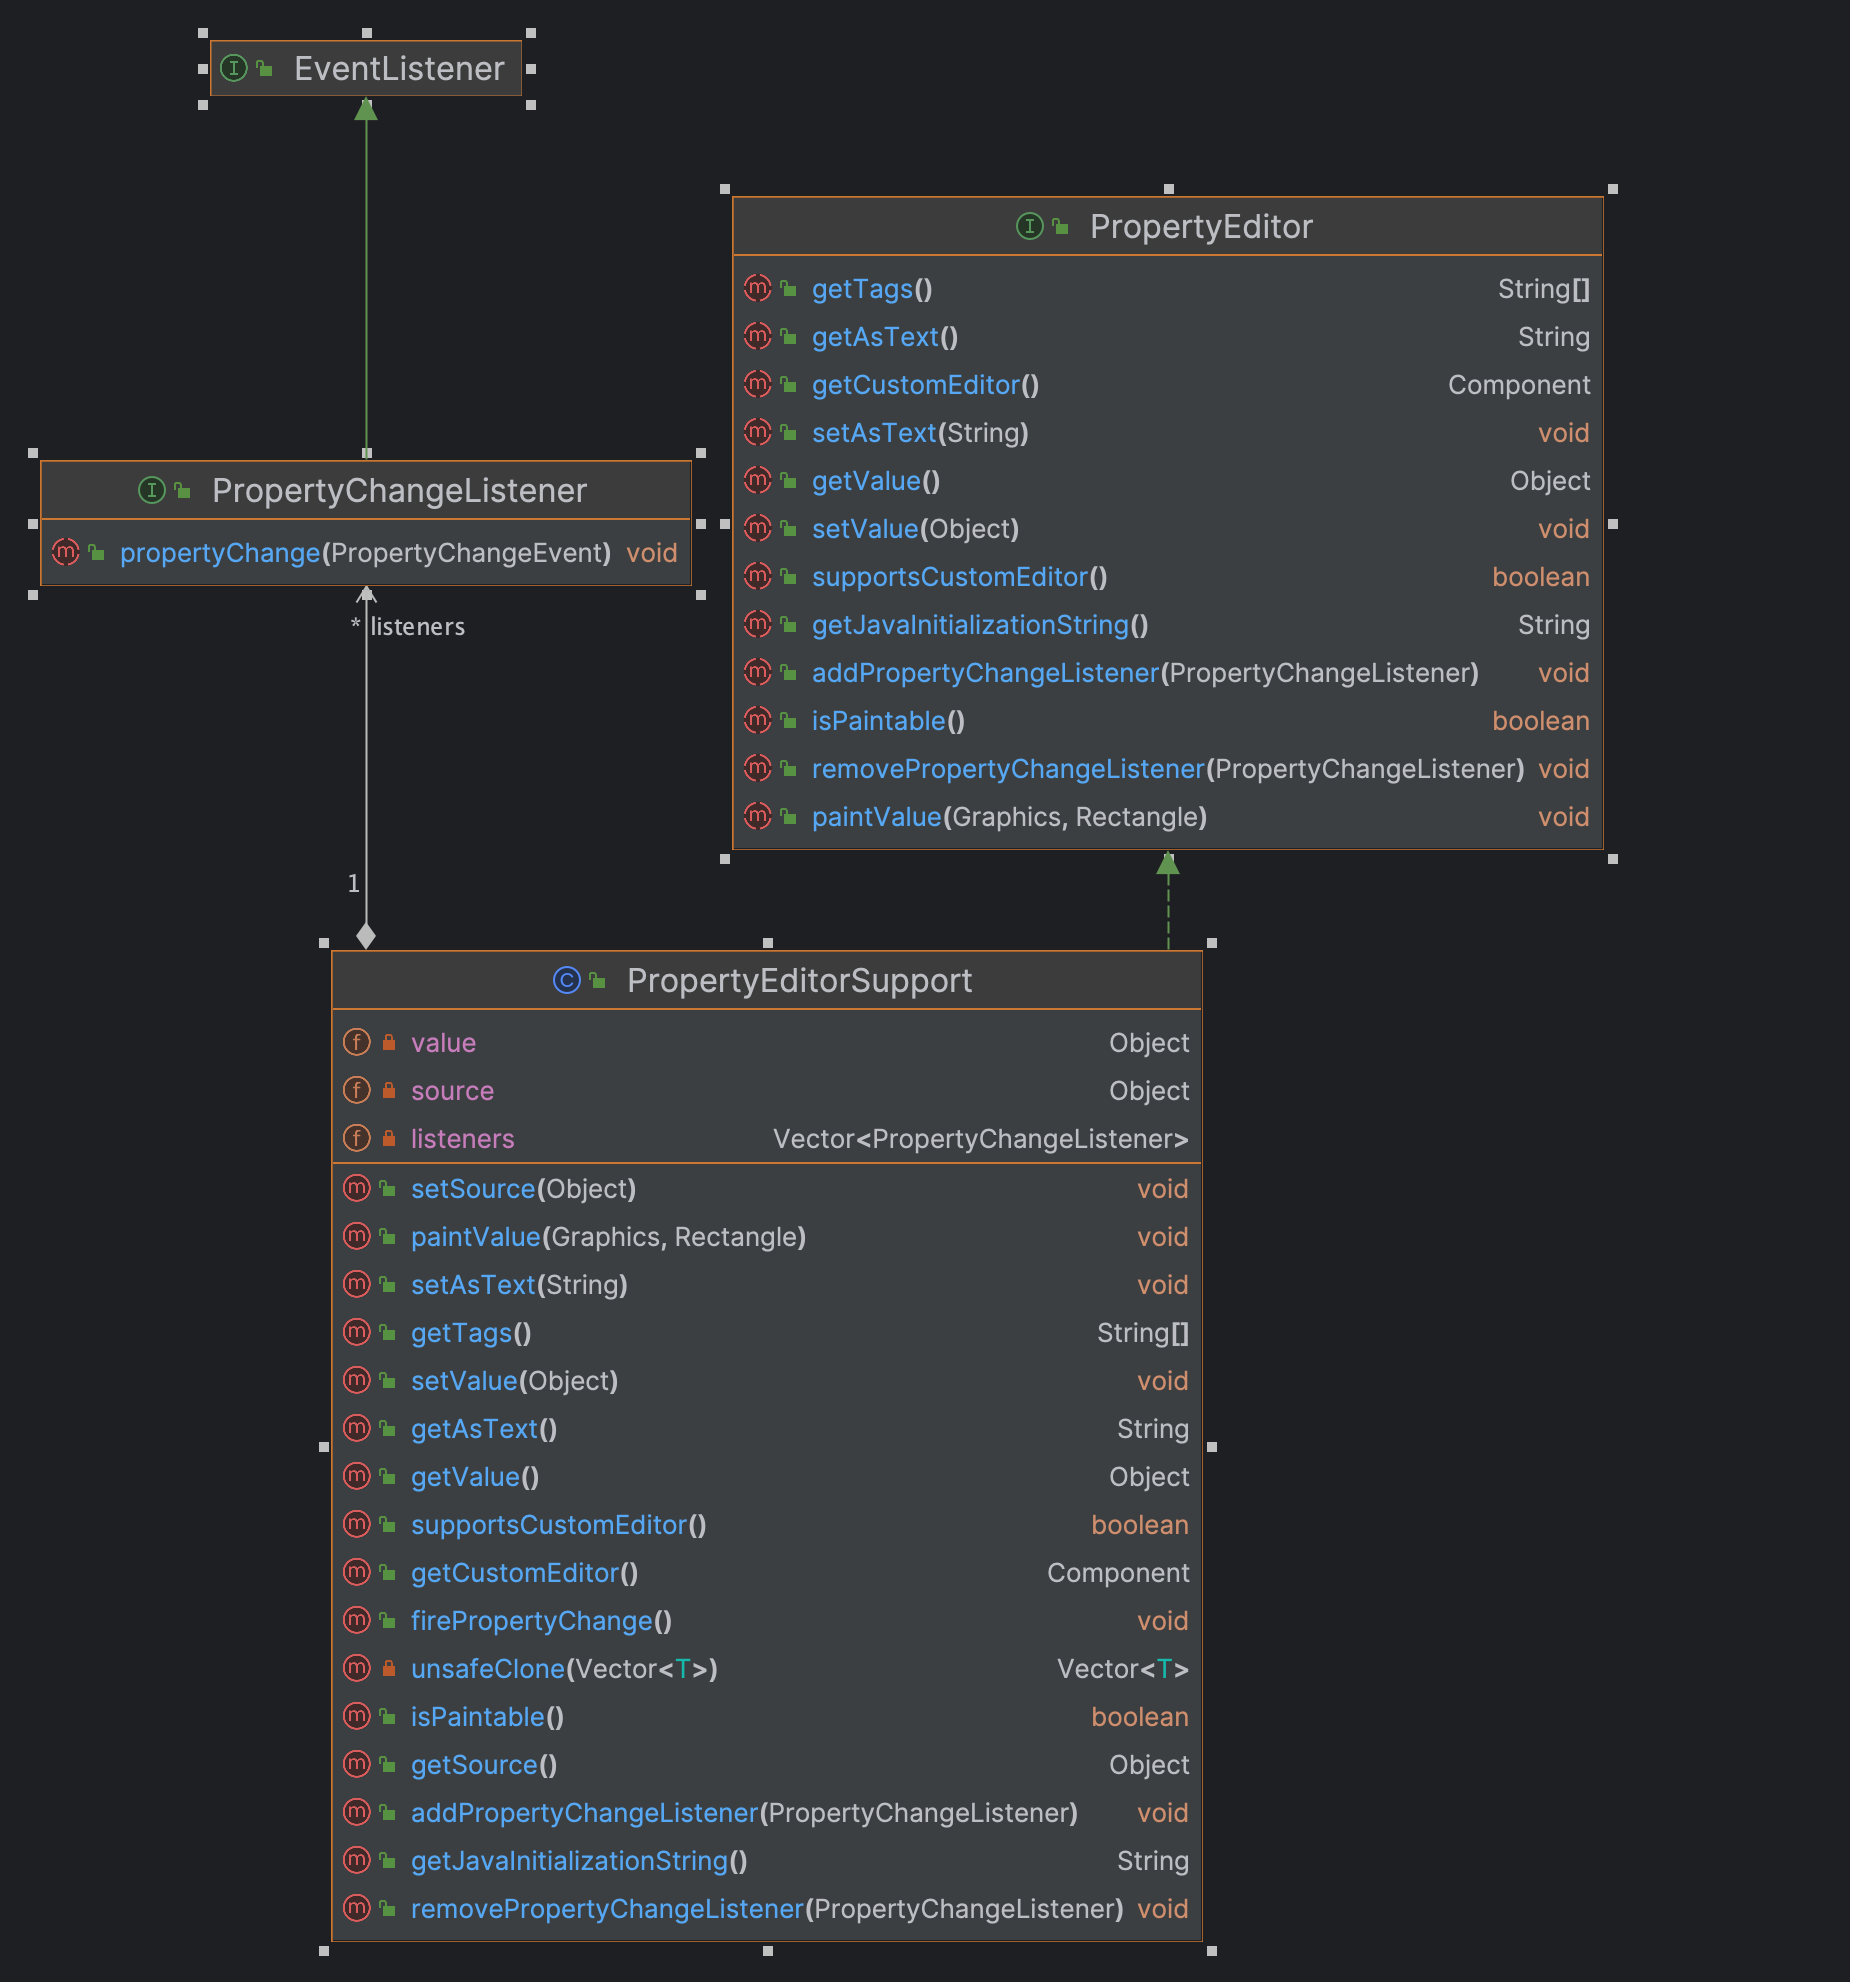 EventListener
PropertyEditor
getTags() String[]
getAsText() String
getCustomEditor() Component
setAsText(String) void
getValue() Object
setValue(Object) void
supportsCustomEditor() boolean
getJavaInitializationString() String
addPropertyChangeListener(PropertyChangeListener) void
isPaintable() boolean
removePropertyChangeListener(PropertyChangeListener) void
paintValue(Graphics, Rectangle) void
PropertyChangeListener
propertyChange(PropertyChangeEvent) void
* listeners
1
PropertyEditorSupport
value Object
source Object
listeners Vector<PropertyChangeListener>
setSource(Object) void
paintValue(Graphics, Rectangle) void
setAsText(String) void
getTags() String[]
setValue(Object) void
getAsText() String
getValue() Object
supportsCustomEditor() boolean
getCustomEditor() Component
firePropertyChange() void
unsafeClone(Vector<T>) Vector<T>
isPaintable() boolean
getSource() Object
addPropertyChangeListener(PropertyChangeListener) void
getJavaInitializationString() String
removePropertyChangeListener(PropertyChangeListener) void